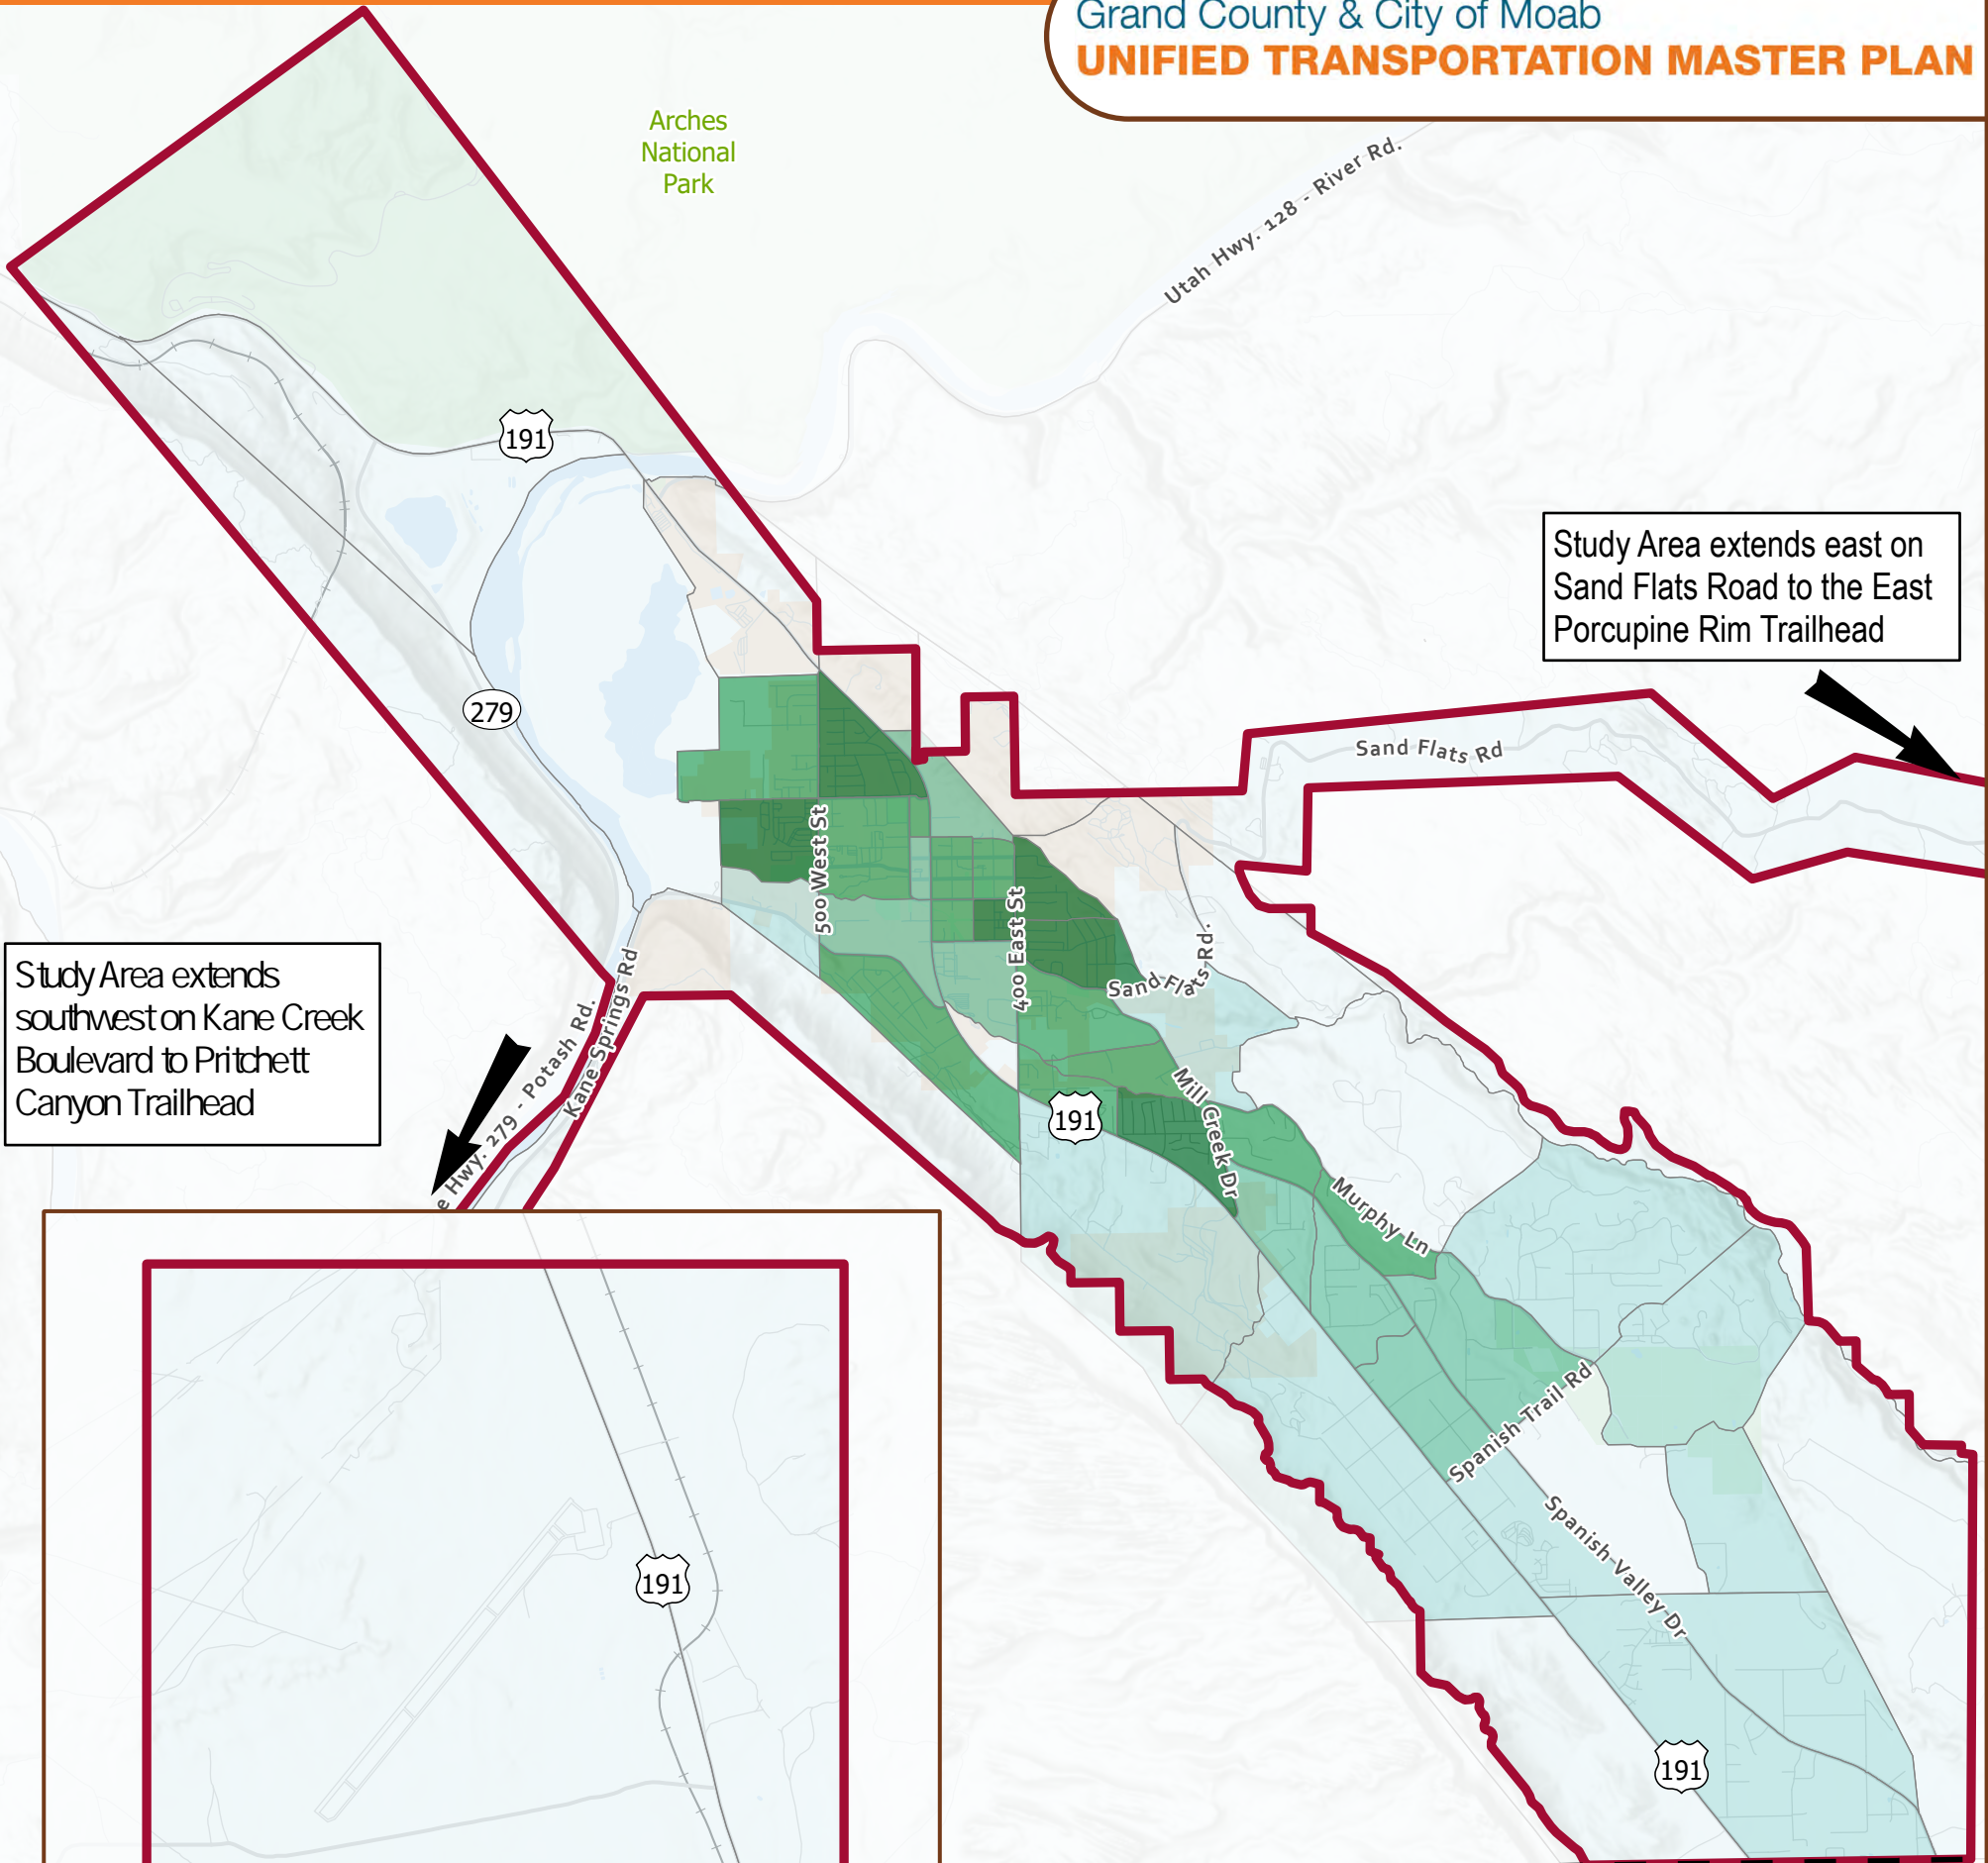 Grand County & City of Moab
UNIFIED TRANSPORTATION MASTER PLAN
Arches
National
Park
Utah Hwy. 128 - River Rd.
191
Study Area extends east on
Sand Flats Road to the East
Porcupine Rim Trailhead
279
Sand Flats Rd
500 West St
400 East St
Sand Flats Rd.
Study Area extends
southwest on Kane Creek
Boulevard to Pritchett
Canyon Trailhead
e Hwy. 279 - Potash Rd.
Kane Springs Rd
191
Mill Creek Dr
Murphy Ln
Spanish Trail Rd
Spanish Valley Dr
191
191